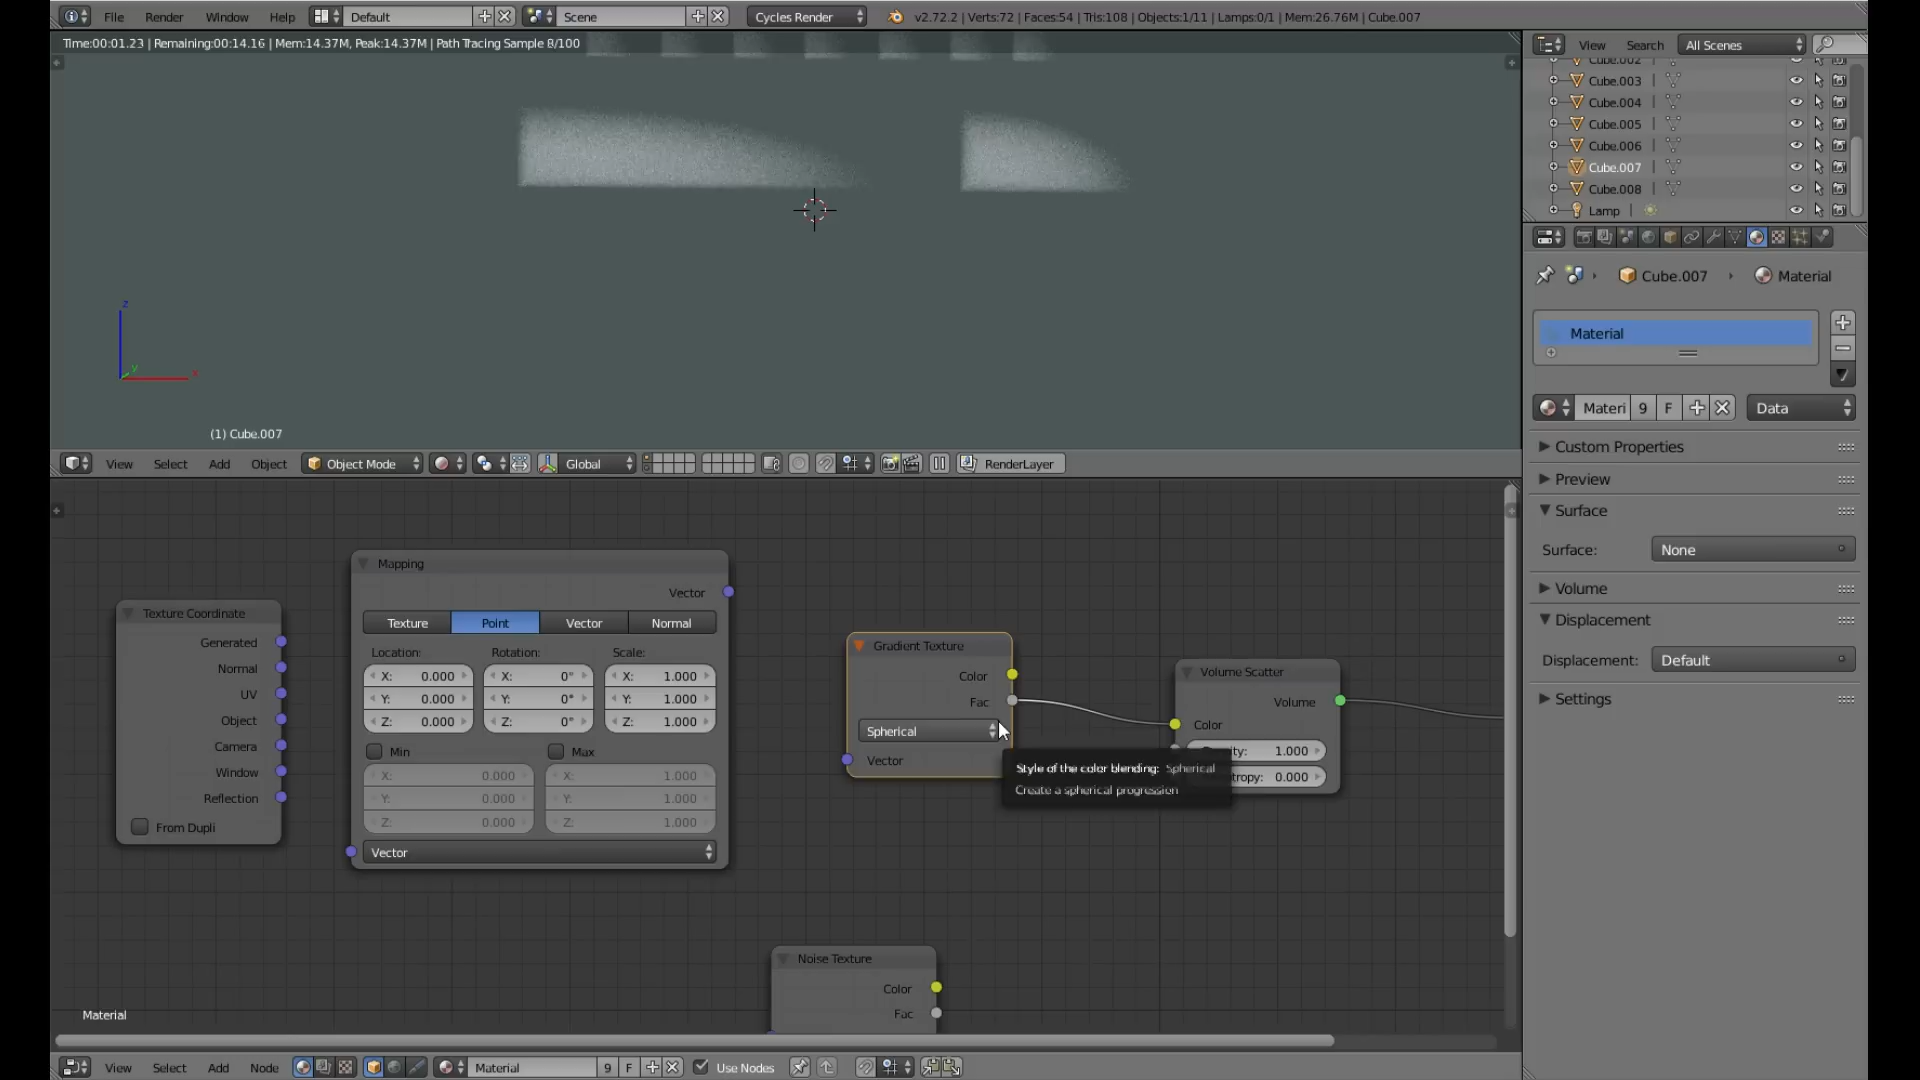 File Render Window Help Default Scene Cycles Render v2.72.2 | Verts:72 | Faces:54 | Tris:108 | Objects:1/11 | Lamps:0/1 | Mem:26.76M | Cube.007
Time:00:01.23 | Remaining:00:14.16 | Mem:14.37M, Peak:14.37M | Path Tracing Sample 8/100
View Search All Scenes
Cube.002
Cube.003
Cube.004
Cube.005
Cube.006
Cube.007
Cube.008
Lamp
z
y
x
(1) Cube.007
View Select Add Object Object Mode Global RenderLayer
Cube.007 Material
Material
Materi 9 F Data
Custom Properties
Preview
Surface
Surface: None
Volume
Displacement
Displacement: Default
Settings
Texture Coordinate
Generated
Normal
UV
Object
Camera
Window
Reflection
From Dupli
Mapping
Vector
Texture Point Vector Normal
Location: Rotation: Scale:
X: 0.000 X: 0° X: 1.000
Y: 0.000 Y: 0° Y: 1.000
Z: 0.000 Z: 0° Z: 1.000
Min Max
X: 0.000 X: 1.000
Y: 0.000 Y: 1.000
Z: 0.000 Z: 1.000
Vector
Gradient Texture
Color
Fac
Spherical
Vector
Style of the color blending: Spherical
Create a spherical progression
Volume Scatter
Volume
Color
ity: 1.000
tropy: 0.000
Noise Texture
Color
Fac
Material
View Select Add Node Material 9 F Use Nodes